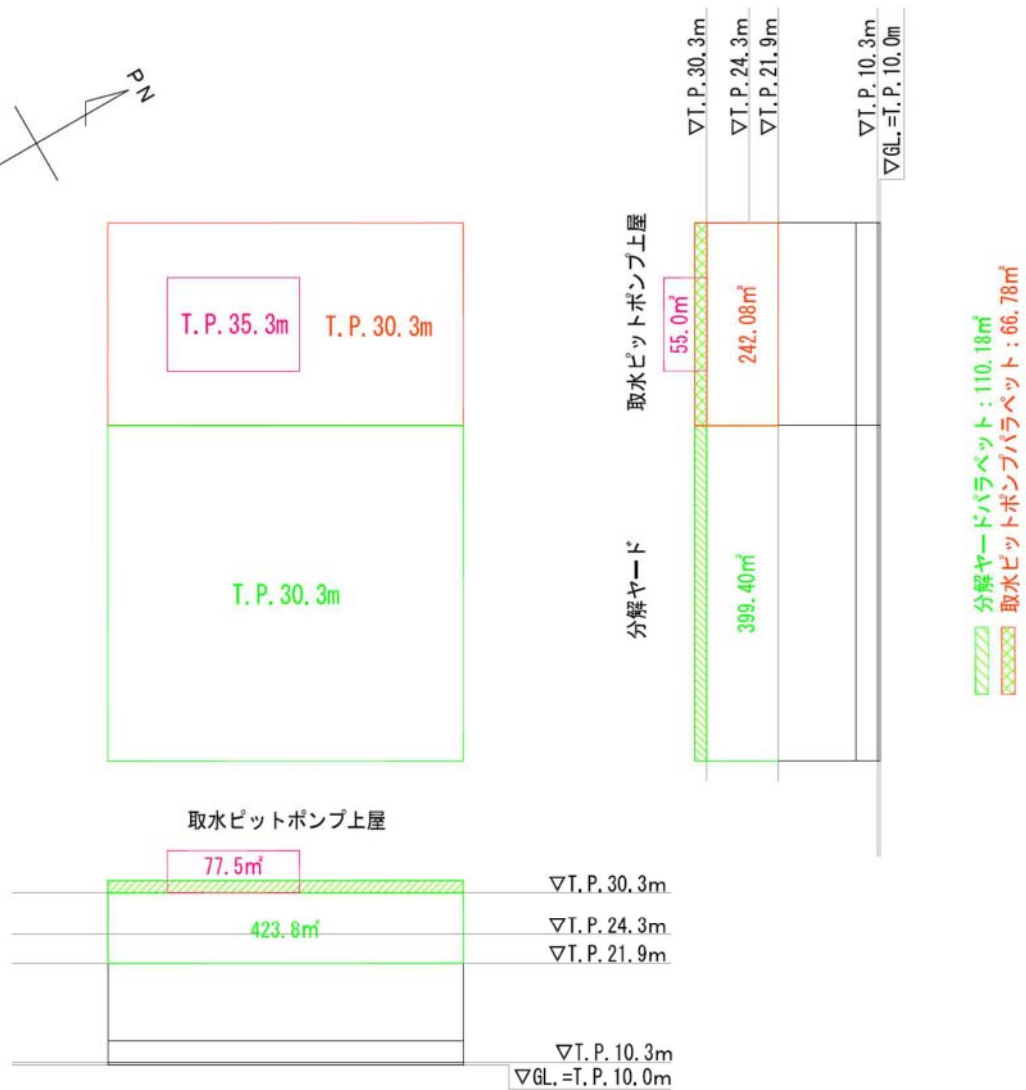 PN
▽T.P.30.3m
▽T.P.24.3m
▽T.P.21.9m
▽T.P.10.3m
▽GL.=T.P.10.0m
T.P.35.3m
T.P.30.3m
T.P.30.3m
取水ピットポンプ上屋
55.0㎡
242.08㎡
分解ヤード
399.40㎡
分解ヤードパラペット：110.18㎡
取水ピットポンプパラペット：66.78㎡
取水ピットポンプ上屋
77.5㎡
423.8㎡
▽T.P.30.3m
▽T.P.24.3m
▽T.P.21.9m
▽T.P.10.3m
▽GL.=T.P.10.0m